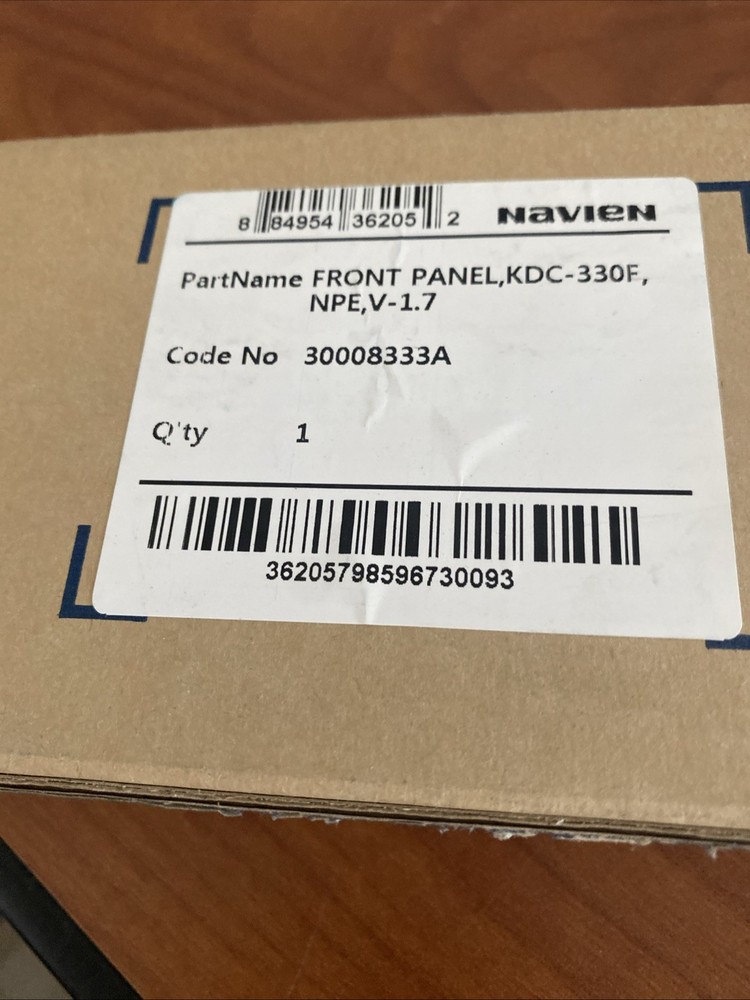 8 84954 36205 2 NAVIEN
PartName FRONT PANEL,KDC-330F,
NPE,V-1.7
Code No 30008333A
Q'ty 1
36205798596730093